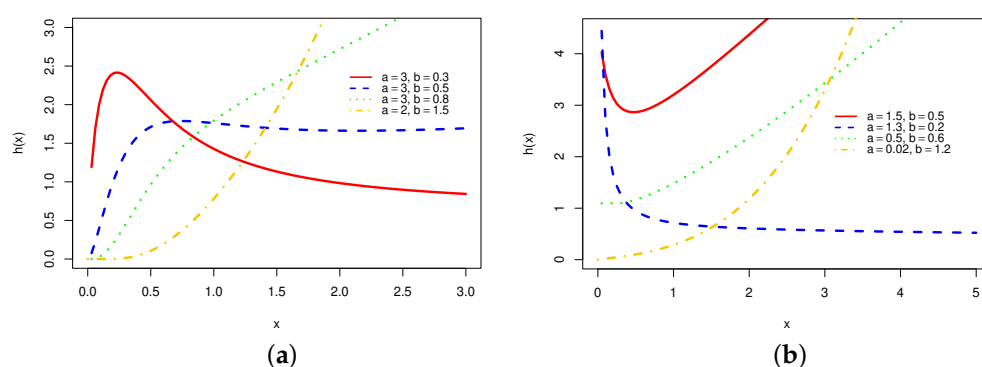 h(x)
0.0 0.5 1.0 1.5 2.0 2.5 3.0
a = 3, b = 0.3
a = 3, b = 0.5
a = 3, b = 0.8
a = 2, b = 1.5
0.0 0.5 1.0 1.5 2.0 2.5 3.0
x
(a)
h(x)
0 1 2 3 4
a = 1.5, b = 0.5
a = 1.3, b = 0.2
a = 0.5, b = 0.6
a = 0.02, b = 1.2
0 1 2 3 4 5
x
(b)